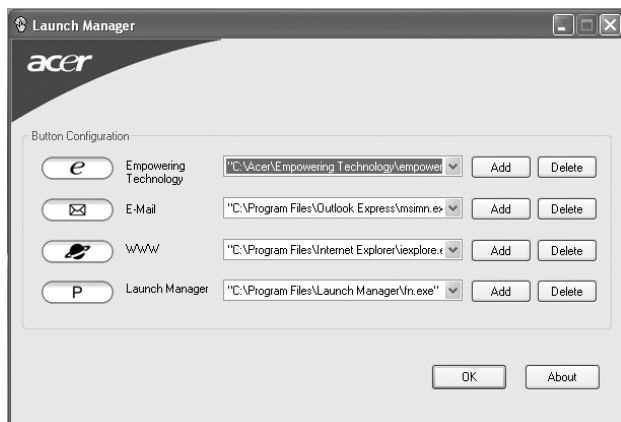 Launch Manager
acer
Button Configuration
e Empowering Technology "C:\Acer\Empowering Technology\empower Add Delete
E-Mail "C:\Program Files\Outlook Express\msimn.ex Add Delete
WWW "C:\Program Files\Internet Explorer\iexplore.e Add Delete
P Launch Manager "C:\Program Files\Launch Manager\fn.exe" Add Delete
OK About